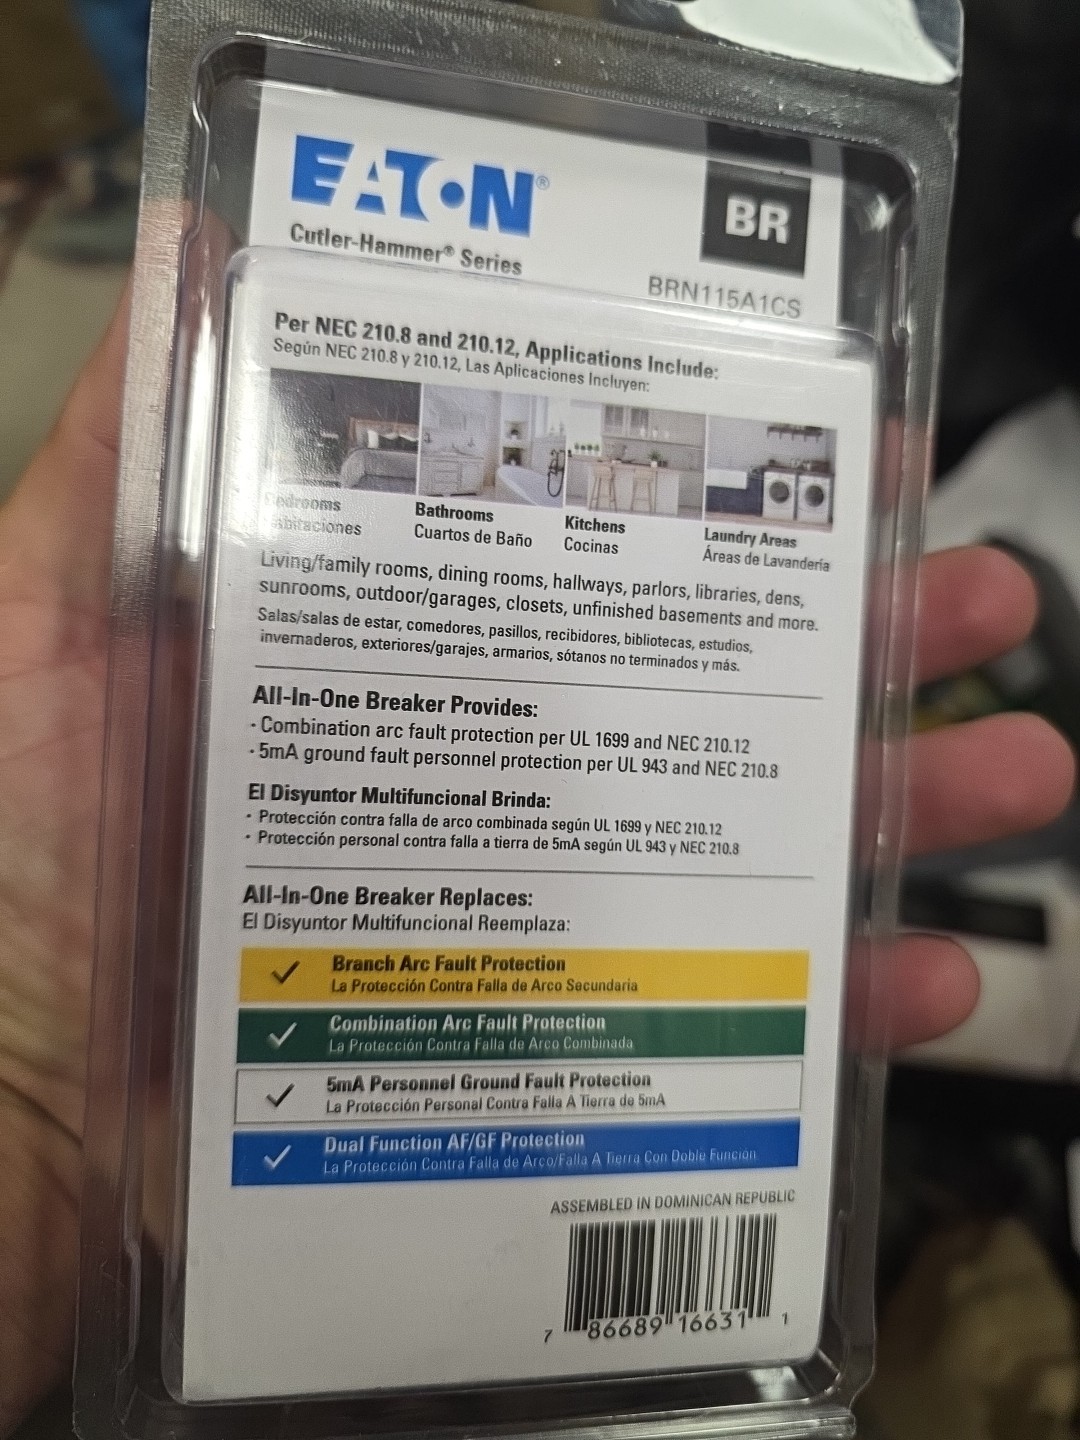 EATON®
Cutler-Hammer® Series
BR
BRN115A1CS
Per NEC 210.8 and 210.12, Applications Include:
Según NEC 210.8 y 210.12, Las Aplicaciones Incluyen:
Bedrooms
Habitaciones
Bathrooms
Cuartos de Baño
Kitchens
Cocinas
Laundry Areas
Áreas de Lavandería
Living/family rooms, dining rooms, hallways, parlors, libraries, dens,
sunrooms, outdoor/garages, closets, unfinished basements and more.
Salas/salas de estar, comedores, pasillos, recibidores, bibliotecas, estudios,
invernaderos, exteriores/garajes, armarios, sótanos no terminados y más.
All-In-One Breaker Provides:
· Combination arc fault protection per UL 1699 and NEC 210.12
· 5mA ground fault personnel protection per UL 943 and NEC 210.8
El Disyuntor Multifuncional Brinda:
· Protección contra falla de arco combinada según UL 1699 y NEC 210.12
· Protección personal contra falla a tierra de 5mA según UL 943 y NEC 210.8
All-In-One Breaker Replaces:
El Disyuntor Multifuncional Reemplaza:
Branch Arc Fault Protection
La Protección Contra Falla de Arco Secundaria
Combination Arc Fault Protection
La Protección Contra Falla de Arco Combinada
5mA Personnel Ground Fault Protection
La Protección Personal Contra Falla A Tierra de 5mA
Dual Function AF/GF Protection
La Protección Contra Falla de Arco/Falla A Tierra Con Doble Función
ASSEMBLED IN DOMINICAN REPUBLIC
7 86689 16631 1